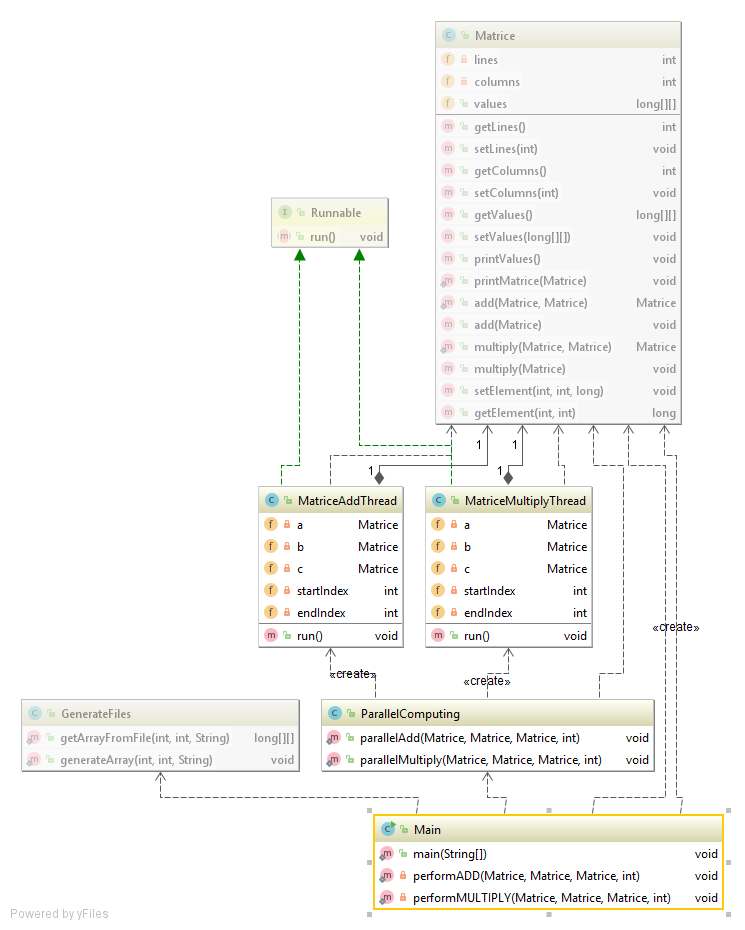 Matrice
lines int
columns int
values long[][]
getLines() int
setLines(int) void
getColumns() int
setColumns(int) void
getValues() long[][]
setValues(long[][]) void
printValues() void
printMatrice(Matrice) void
add(Matrice, Matrice) Matrice
add(Matrice) void
multiply(Matrice, Matrice) Matrice
multiply(Matrice) void
setElement(int, int, long) void
getElement(int, int) long
Runnable
run() void
1
1
1
1
MatriceAddThread
a Matrice
b Matrice
c Matrice
startIndex int
endIndex int
run() void
MatriceMultiplyThread
a Matrice
b Matrice
c Matrice
startIndex int
endIndex int
run() void
«create»
«create»
«create»
GenerateFiles
getArrayFromFile(int, int, String) long[][]
generateArray(int, int, String) void
ParallelComputing
parallelAdd(Matrice, Matrice, Matrice, int) void
parallelMultiply(Matrice, Matrice, Matrice, int) void
Main
main(String[]) void
performADD(Matrice, Matrice, Matrice, int) void
performMULTIPLY(Matrice, Matrice, Matrice, int) void
Powered by yFiles